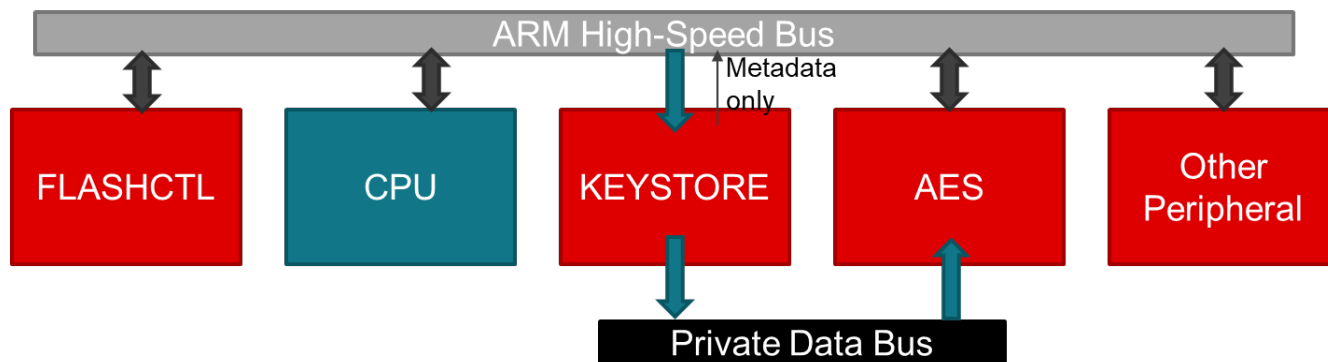 ARM High-Speed Bus
Metadata
only
FLASHCTL
CPU
KEYSTORE
AES
Other
Peripheral
Private Data Bus